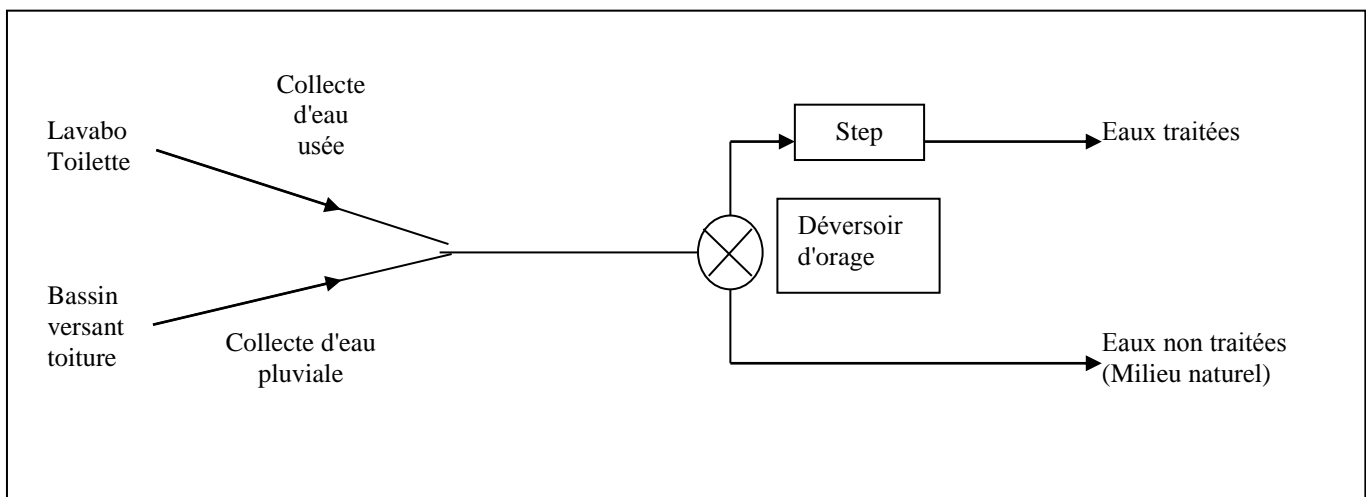 Collecte
d'eau
usée
Lavabo
Toilette
Step
Eaux traitées
Déversoir
d'orage
Bassin
versant
toiture
Collecte d'eau
pluviale
Eaux non traitées
(Milieu naturel)